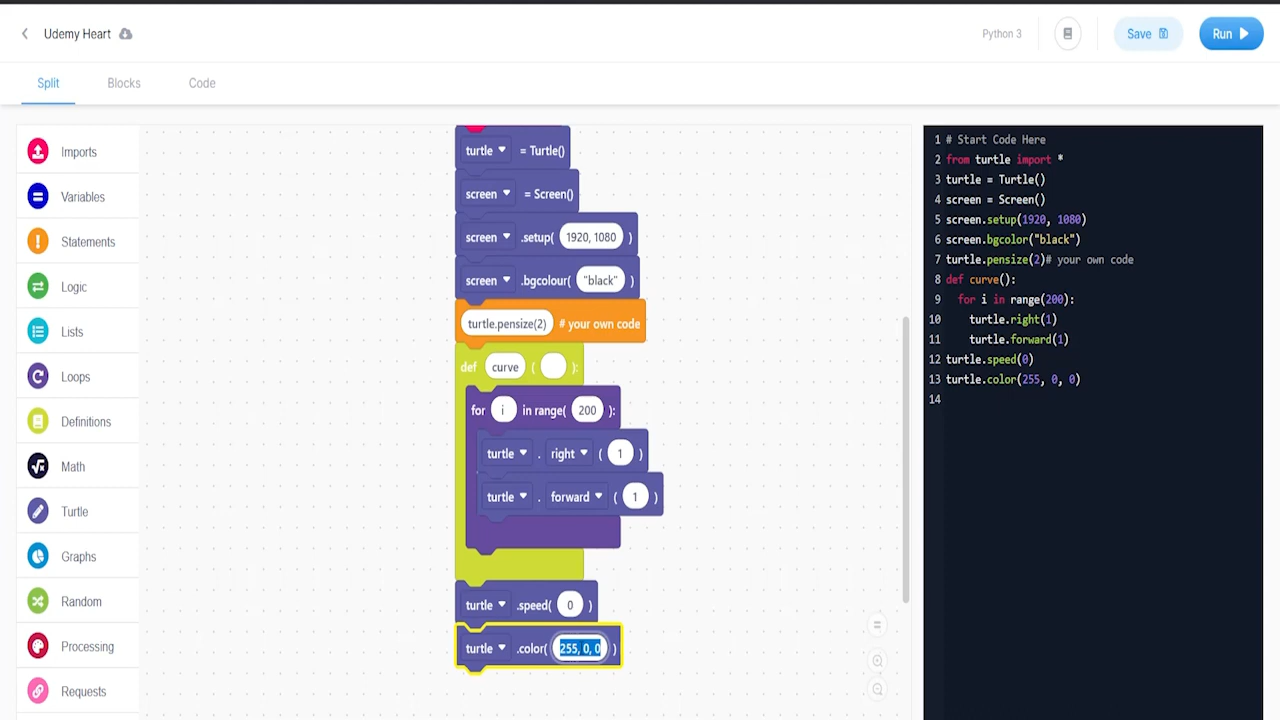 Udemy Heart
Python 3
Save
Run
Split
Blocks
Code
Imports
Variables
Statements
Logic
Lists
Loops
Definitions
Math
Turtle
Graphs
Random
Processing
Requests
turtle = Turtle()
screen = Screen()
screen .setup( 1920, 1080 )
screen .bgcolour( "black" )
turtle.pensize(2) # your own code
def curve ( ):
for i in range( 200 ):
turtle . right ( 1 )
turtle . forward ( 1 )
turtle .speed( 0 )
turtle .color( 255, 0, 0 )
1 # Start Code Here
2 from turtle import *
3 turtle = Turtle()
4 screen = Screen()
5 screen.setup(1920, 1080)
6 screen.bgcolor("black")
7 turtle.pensize(2)# your own code
8 def curve():
9 for i in range(200):
10 turtle.right(1)
11 turtle.forward(1)
12 turtle.speed(0)
13 turtle.color(255, 0, 0)
14